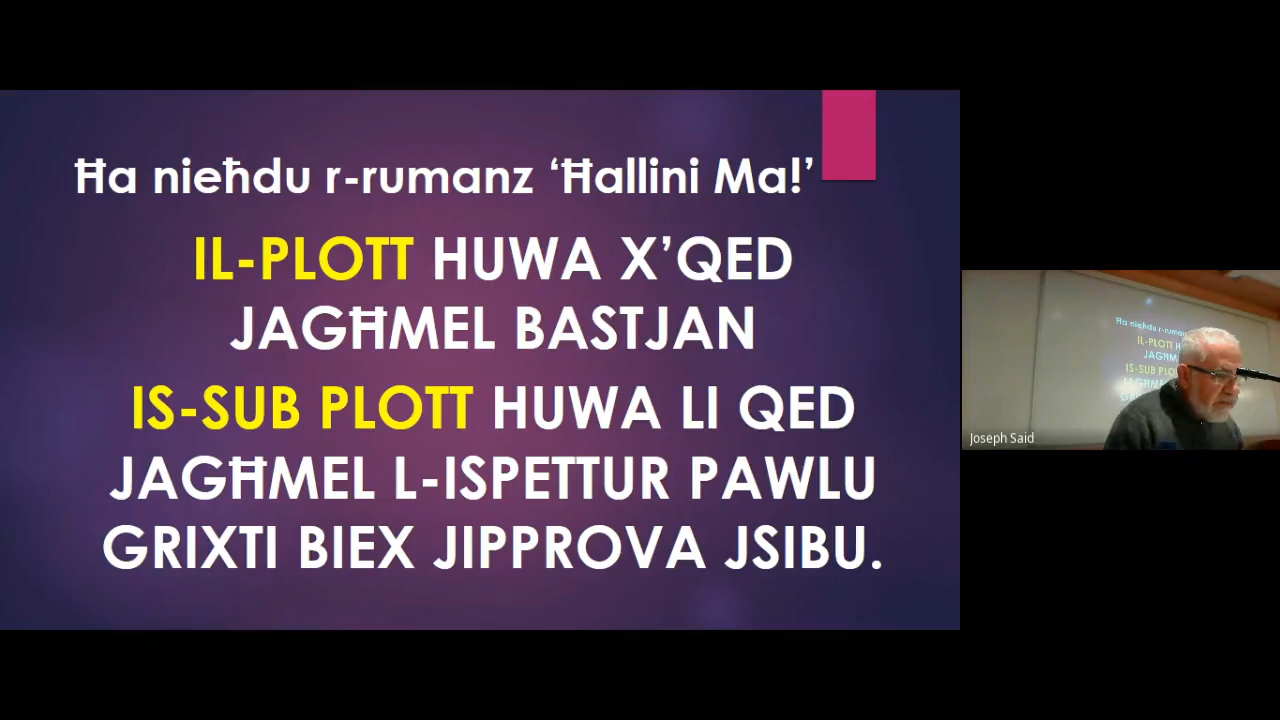 Ħa nieħdu r-rumanz ‘Ħallini Ma!’
IL-PLOTT HUWA X’QED
JAGĦMEL BASTJAN
IS-SUB PLOTT HUWA LI QED
JAGĦMEL L-ISPETTUR PAWLU
GRIXTI BIEX JIPPROVA JSIBU.
Joseph Said